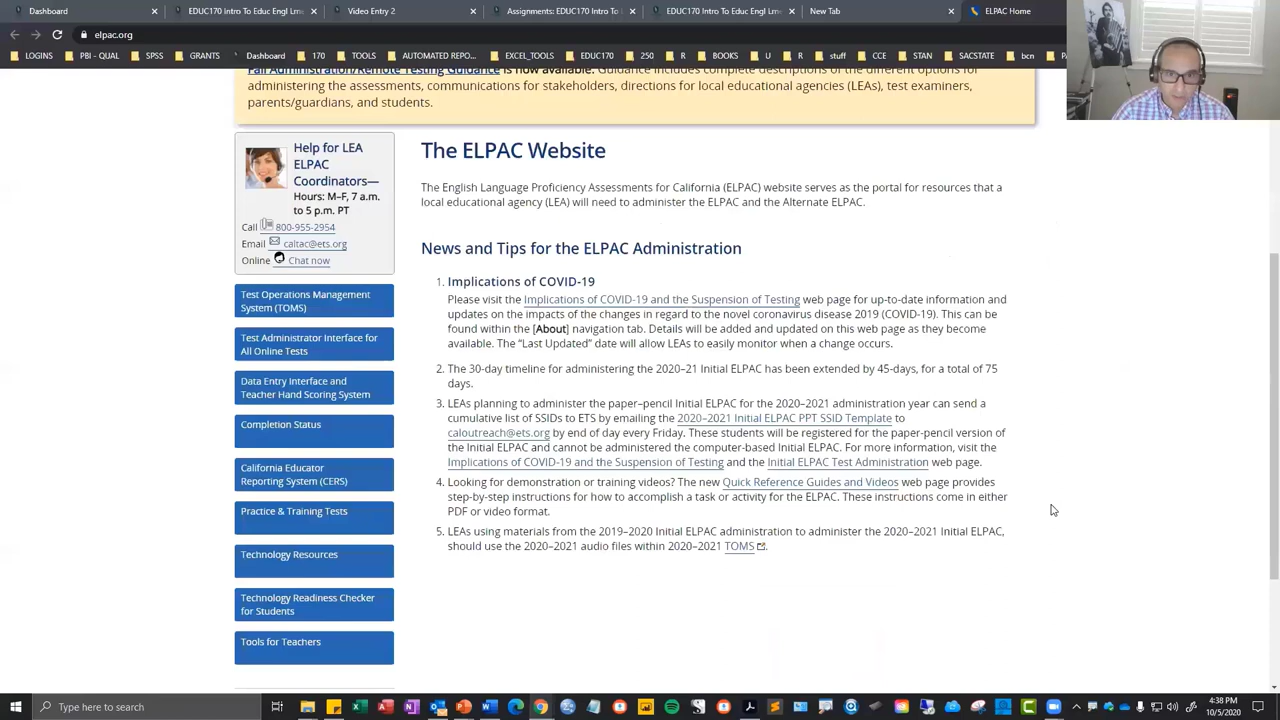 Dashboard
EDUC170 Intro To Educ Engl Lrne
EDUC170 Intro To Educ Engl Lrne
Video Entry 2
Assignments: EDUC170 Intro To E
EDUC170 Intro To Educ Engl Lrne
New Tab
ELPAC Home
elpac.org
LOGINS
PBI - QUAL
SPSS
GRANTS
Dashboard
170
TOOLS
AUTOMATED REPO...
EXCEL_TOOLS
EDUC170
250
R
BOOKS
R
R
stuff
CCE
STAN
SACSTATE
bcn
Fall Administration/Remote Testing Guidance is now available. Guidance includes complete descriptions of the different options for
administering the assessments, communications for stakeholders, directions for local educational agencies (LEAs), test examiners,
parents/guardians, and students.
Help for LEA
ELPAC
Coordinators—
Hours: M–F, 7 a.m.
to 5 p.m. PT
Call 800-955-2954
Email caltac@ets.org
Online Chat now
Test Operations Management
System (TOMS)
Test Administrator Interface for
All Online Tests
Data Entry Interface and
Teacher Hand Scoring System
Completion Status
California Educator
Reporting System (CERS)
Practice & Training Tests
Technology Resources
Technology Readiness Checker
for Students
Tools for Teachers
The ELPAC Website
The English Language Proficiency Assessments for California (ELPAC) website serves as the portal for resources that a
local educational agency (LEA) will need to administer the ELPAC and the Alternate ELPAC.
News and Tips for the ELPAC Administration
1. Implications of COVID-19
Please visit the Implications of COVID-19 and the Suspension of Testing web page for up-to-date information and
updates on the impacts of the changes in regard to the novel coronavirus disease 2019 (COVID-19). This can be
found within the [About] navigation tab. Details will be added and updated on this web page as they become
available. The “Last Updated” date will allow LEAs to easily monitor when a change occurs.
2. The 30-day timeline for administering the 2020–21 Initial ELPAC has been extended by 45-days, for a total of 75
days.
3. LEAs planning to administer the paper–pencil Initial ELPAC for the 2020–2021 administration year can send a
cumulative list of SSIDs to ETS by emailing the 2020–2021 Initial ELPAC PPT SSID Template to
caloutreach@ets.org by end of day every Friday. These students will be registered for the paper-pencil version of
the Initial ELPAC and cannot be administered the computer-based Initial ELPAC. For more information, visit the
Implications of COVID-19 and the Suspension of Testing and the Initial ELPAC Test Administration web page.
4. Looking for demonstration or training videos? The new Quick Reference Guides and Videos web page provides
step-by-step instructions for how to accomplish a task or activity for the ELPAC. These instructions come in either
PDF or video format.
5. LEAs using materials from the 2019–2020 Initial ELPAC administration to administer the 2020–2021 Initial ELPAC,
should use the 2020–2021 audio files within 2020–2021 TOMS.
Type here to search
4:38 PM
10/5/2020